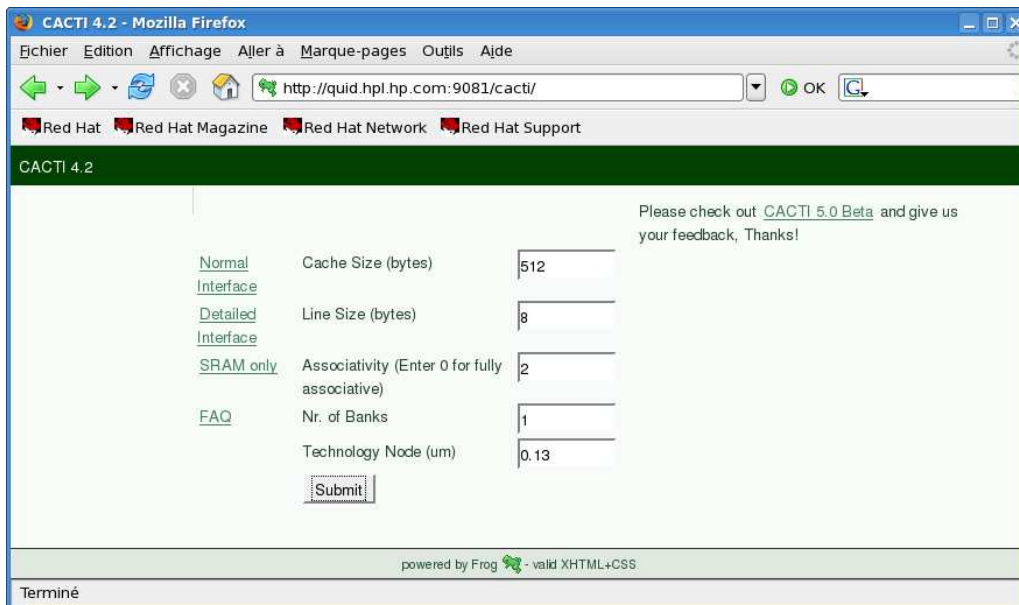 CACTI 4.2 - Mozilla Firefox
Fichier Edition Affichage Aller à Marque-pages Outils Aide
http://quid.hpl.hp.com:9081/cacti/ OK G
Red Hat Red Hat Magazine Red Hat Network Red Hat Support
CACTI 4.2
Please check out CACTI 5.0 Beta and give us
your feedback, Thanks!
Normal Interface
Cache Size (bytes) 512
Detailed Interface
Line Size (bytes) 8
SRAM only
Associativity (Enter 0 for fully associative) 2
FAQ
Nr. of Banks 1
Technology Node (um) 0.13
Submit
powered by Frog - valid XHTML+CSS
Terminé